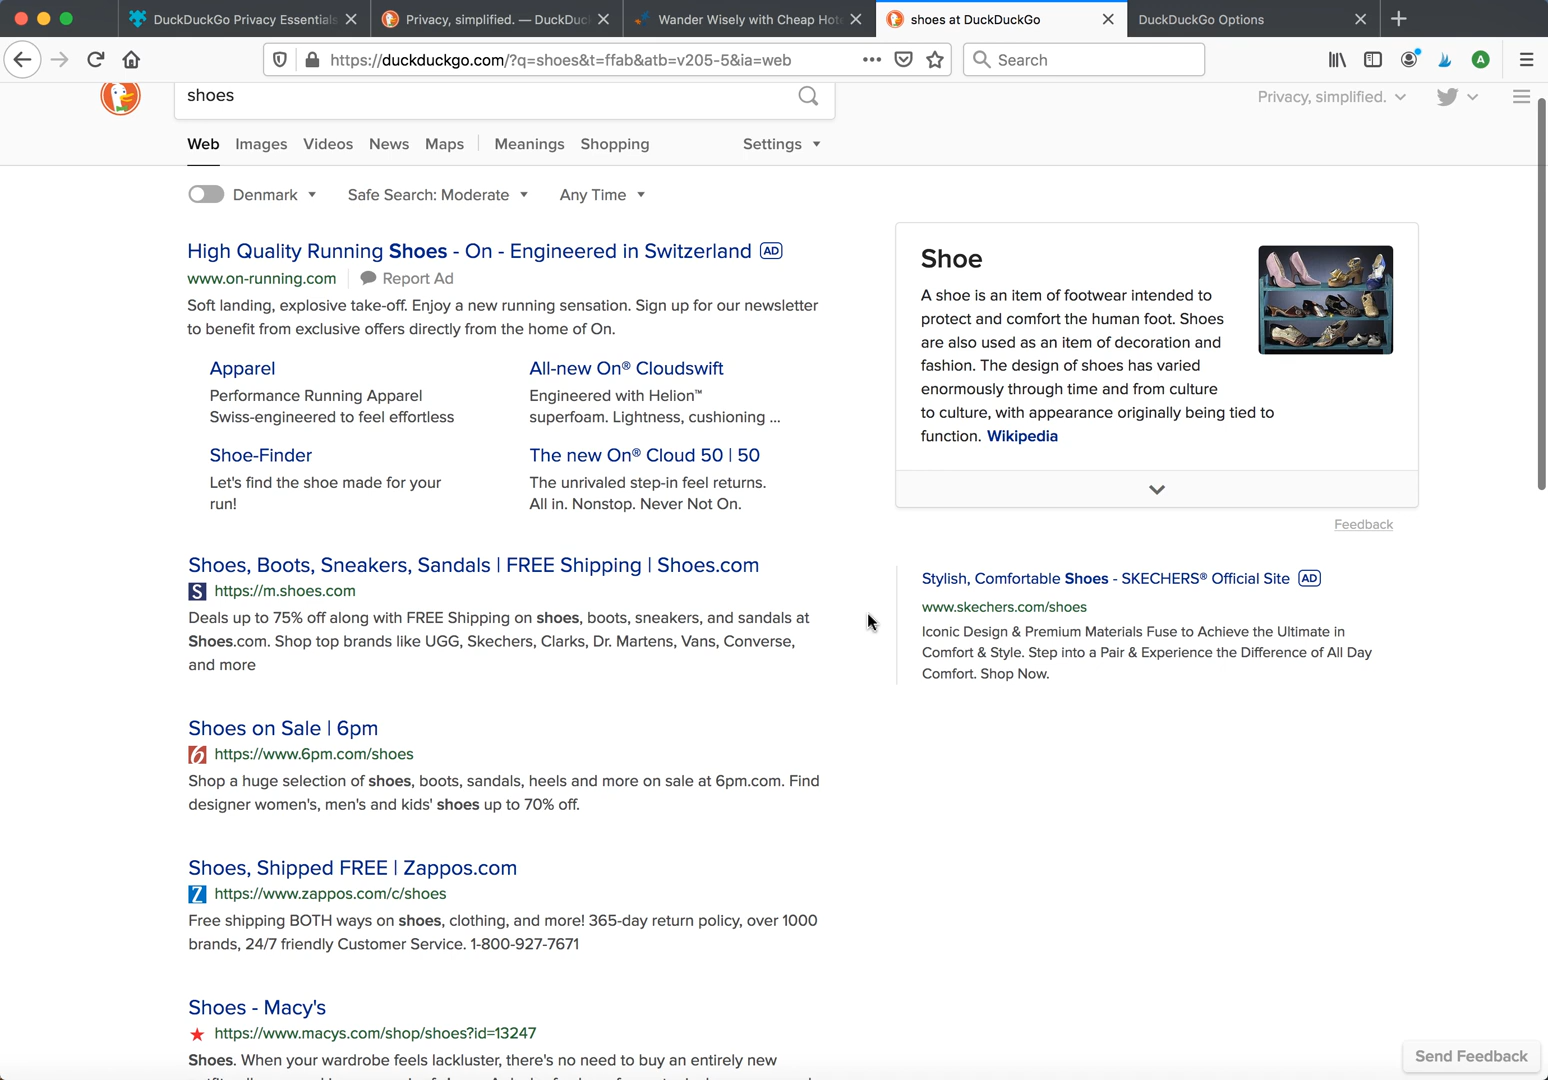 DuckDuckGo Privacy Essentials
Privacy, simplified. — DuckDuc
Wander Wisely with Cheap Hot
shoes at DuckDuckGo
DuckDuckGo Options
https://duckduckgo.com/?q=shoes&t=ffab&atb=v205-5&ia=web
Search
A
shoes
Privacy, simplified.
Web Images Videos News Maps Meanings Shopping Settings
Denmark Safe Search: Moderate Any Time
High Quality Running Shoes - On - Engineered in Switzerland AD
www.on-running.com Report Ad
Soft landing, explosive take-off. Enjoy a new running sensation. Sign up for our newsletter
to benefit from exclusive offers directly from the home of On.
Apparel
Performance Running Apparel
Swiss-engineered to feel effortless
All-new On® Cloudswift
Engineered with Helion™
superfoam. Lightness, cushioning ...
Shoe-Finder
Let's find the shoe made for your
run!
The new On® Cloud 50 | 50
The unrivaled step-in feel returns.
All in. Nonstop. Never Not On.
Shoes, Boots, Sneakers, Sandals | FREE Shipping | Shoes.com
S https://m.shoes.com
Deals up to 75% off along with FREE Shipping on shoes, boots, sneakers, and sandals at
Shoes.com. Shop top brands like UGG, Skechers, Clarks, Dr. Martens, Vans, Converse,
and more
Shoes on Sale | 6pm
6 https://www.6pm.com/shoes
Shop a huge selection of shoes, boots, sandals, heels and more on sale at 6pm.com. Find
designer women's, men's and kids' shoes up to 70% off.
Shoes, Shipped FREE | Zappos.com
Z https://www.zappos.com/c/shoes
Free shipping BOTH ways on shoes, clothing, and more! 365-day return policy, over 1000
brands, 24/7 friendly Customer Service. 1-800-927-7671
Shoes - Macy's
https://www.macys.com/shop/shoes?id=13247
Shoes. When your wardrobe feels lackluster, there's no need to buy an entirely new
Shoe
A shoe is an item of footwear intended to
protect and comfort the human foot. Shoes
are also used as an item of decoration and
fashion. The design of shoes has varied
enormously through time and from culture
to culture, with appearance originally being tied to
function. Wikipedia
Feedback
Stylish, Comfortable Shoes - SKECHERS® Official Site AD
www.skechers.com/shoes
Iconic Design & Premium Materials Fuse to Achieve the Ultimate in
Comfort & Style. Step into a Pair & Experience the Difference of All Day
Comfort. Shop Now.
Send Feedback